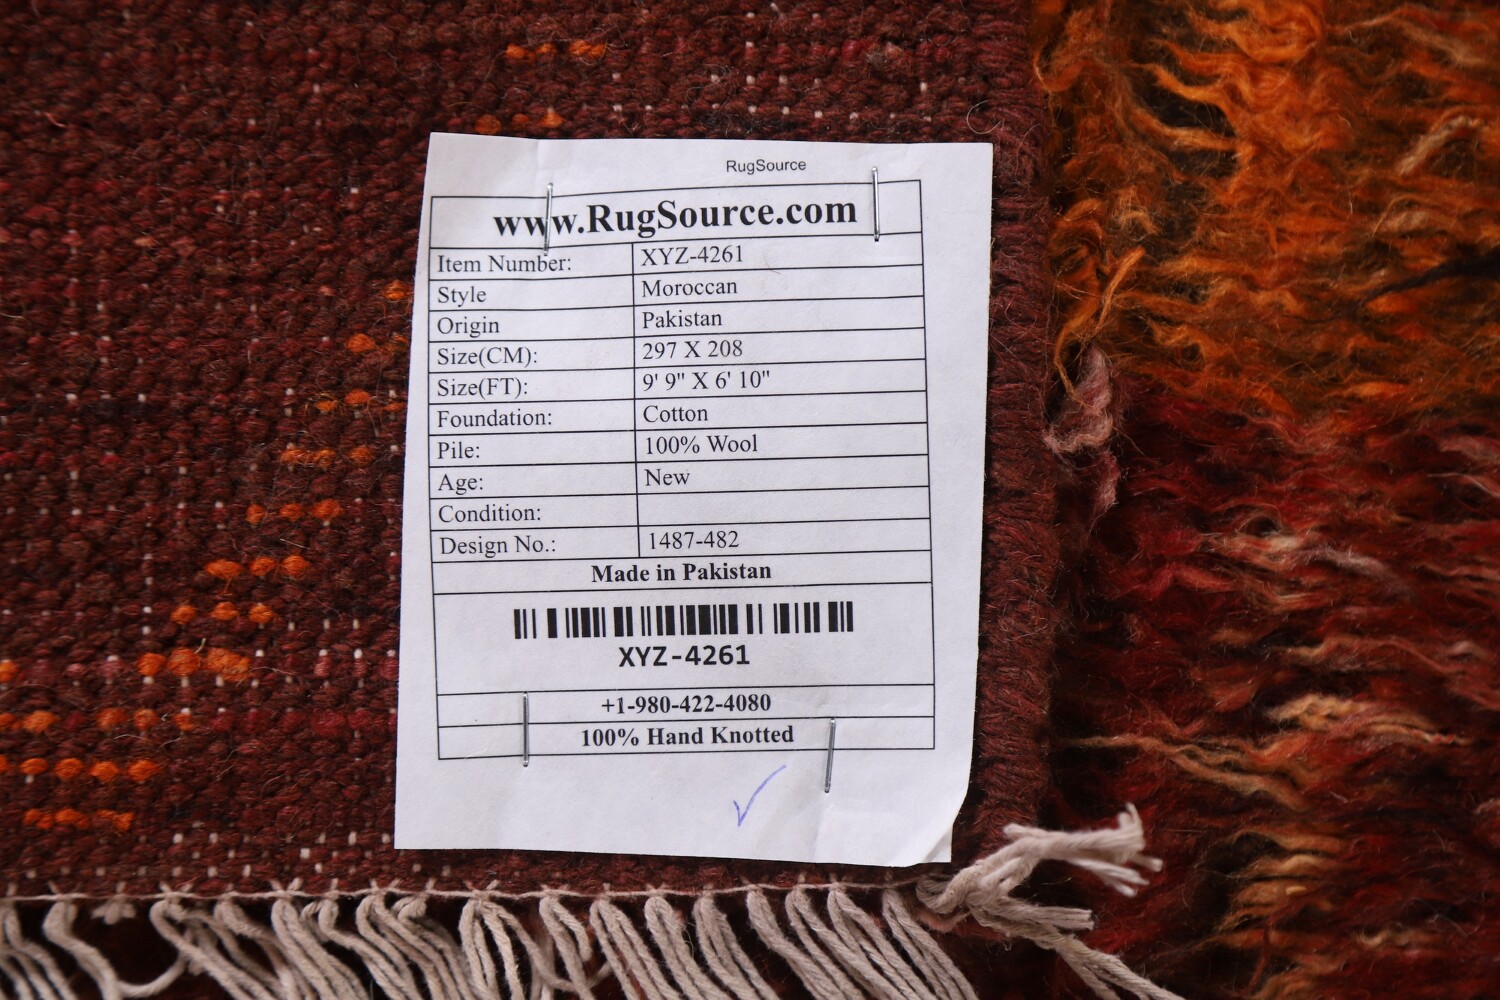 RugSource
www.RugSource.com
Item Number: XYZ-4261
Style Moroccan
Origin Pakistan
Size(CM): 297 X 208
Size(FT): 9' 9" X 6' 10"
Foundation: Cotton
Pile: 100% Wool
Age: New
Condition:
Design No.: 1487-482
Made in Pakistan
XYZ-4261
+1-980-422-4080
100% Hand Knotted